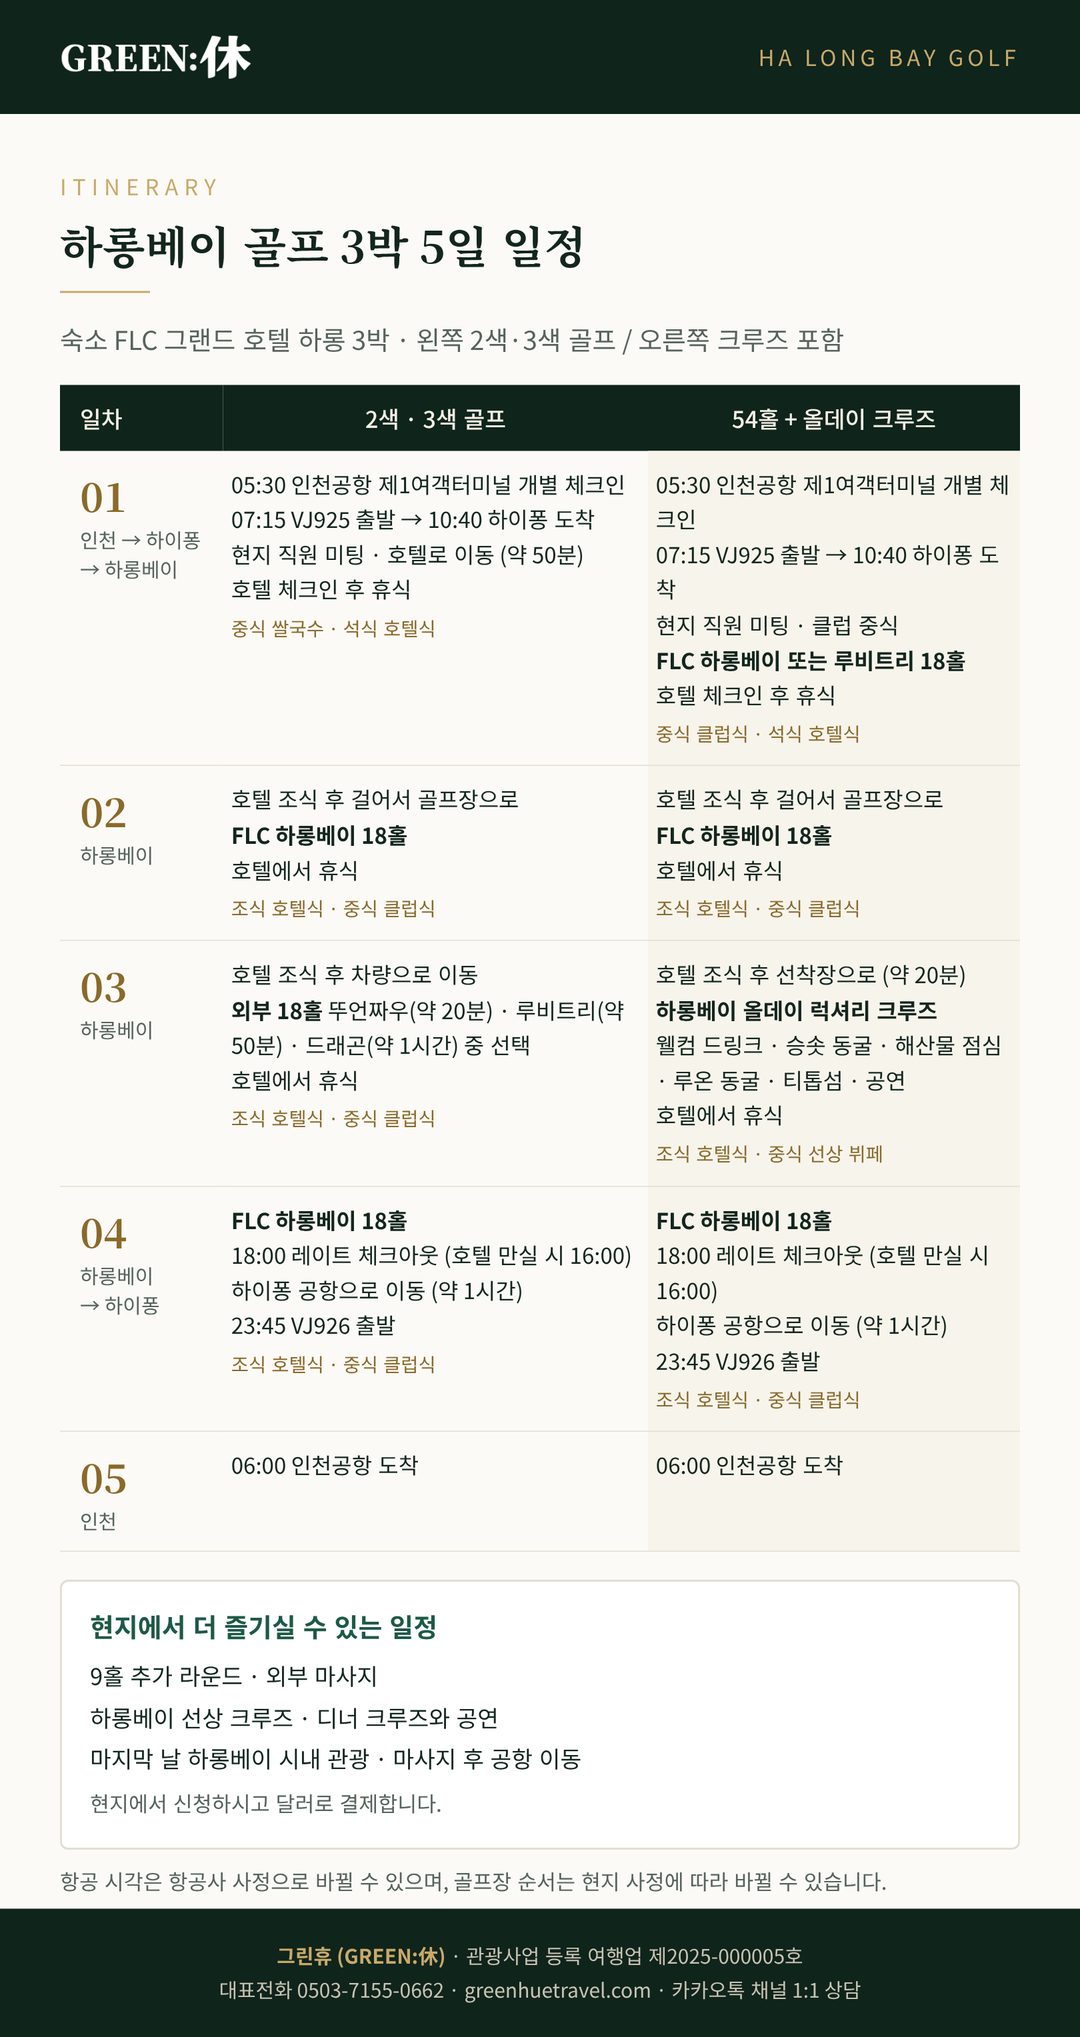 GREEN:休
HA LONG BAY GOLF
ITINERARY
하롱베이 골프 3박 5일 일정
숙소 FLC 그랜드 호텔 하롱 3박 · 왼쪽 2색·3색 골프 / 오른쪽 크루즈 포함
일차
2색 · 3색 골프
54홀 + 올데이 크루즈
01
인천 → 하이퐁
→ 하롱베이
05:30 인천공항 제1여객터미널 개별 체크인
07:15 VJ925 출발 → 10:40 하이퐁 도착
현지 직원 미팅 · 호텔로 이동 (약 50분)
호텔 체크인 후 휴식
중식 쌀국수 · 석식 호텔식
05:30 인천공항 제1여객터미널 개별 체
크인
07:15 VJ925 출발 → 10:40 하이퐁 도
착
현지 직원 미팅 · 클럽 중식
FLC 하롱베이 또는 루비트리 18홀
호텔 체크인 후 휴식
중식 클럽식 · 석식 호텔식
02
하롱베이
호텔 조식 후 걸어서 골프장으로
FLC 하롱베이 18홀
호텔에서 휴식
조식 호텔식 · 중식 클럽식
호텔 조식 후 걸어서 골프장으로
FLC 하롱베이 18홀
호텔에서 휴식
조식 호텔식 · 중식 클럽식
03
하롱베이
호텔 조식 후 차량으로 이동
외부 18홀 뚜언짜우(약 20분) · 루비트리(약
50분) · 드래곤(약 1시간) 중 선택
호텔에서 휴식
조식 호텔식 · 중식 클럽식
호텔 조식 후 선착장으로 (약 20분)
하롱베이 올데이 럭셔리 크루즈
웰컴 드링크 · 승솟 동굴 · 해산물 점심
· 루온 동굴 · 티톱섬 · 공연
호텔에서 휴식
조식 호텔식 · 중식 선상 뷔페
04
하롱베이
→ 하이퐁
FLC 하롱베이 18홀
18:00 레이트 체크아웃 (호텔 만실 시 16:00)
하이퐁 공항으로 이동 (약 1시간)
23:45 VJ926 출발
조식 호텔식 · 중식 클럽식
FLC 하롱베이 18홀
18:00 레이트 체크아웃 (호텔 만실 시
16:00)
하이퐁 공항으로 이동 (약 1시간)
23:45 VJ926 출발
조식 호텔식 · 중식 클럽식
05
인천
06:00 인천공항 도착
06:00 인천공항 도착
현지에서 더 즐기실 수 있는 일정
9홀 추가 라운드 · 외부 마사지
하롱베이 선상 크루즈 · 디너 크루즈와 공연
마지막 날 하롱베이 시내 관광 · 마사지 후 공항 이동
현지에서 신청하시고 달러로 결제합니다.
항공 시각은 항공사 사정으로 바뀔 수 있으며, 골프장 순서는 현지 사정에 따라 바뀔 수 있습니다.
그린휴 (GREEN:休) · 관광사업 등록 여행업 제2025-000005호
대표전화 0503-7155-0662 · greenhuetravel.com · 카카오톡 채널 1:1 상담